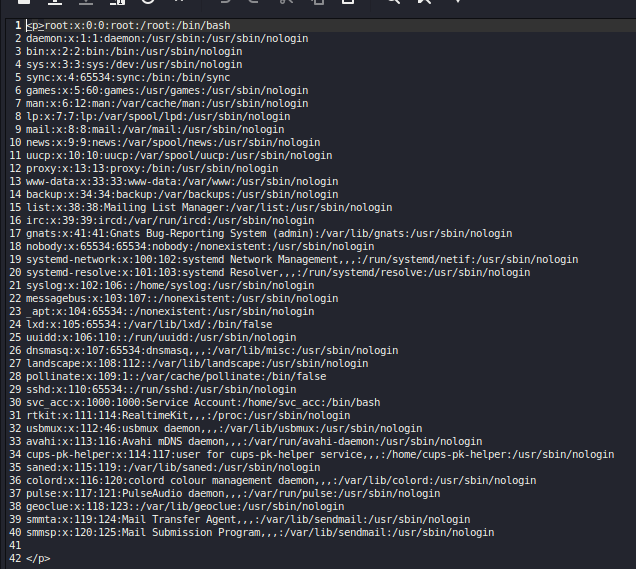 1 <p>root:x:0:0:root:/root:/bin/bash
2 daemon:x:1:1:daemon:/usr/sbin:/usr/sbin/nologin
3 bin:x:2:2:bin:/bin:/usr/sbin/nologin
4 sys:x:3:3:sys:/dev:/usr/sbin/nologin
5 sync:x:4:65534:sync:/bin:/bin/sync
6 games:x:5:60:games:/usr/games:/usr/sbin/nologin
7 man:x:6:12:man:/var/cache/man:/usr/sbin/nologin
8 lp:x:7:7:lp:/var/spool/lpd:/usr/sbin/nologin
9 mail:x:8:8:mail:/var/mail:/usr/sbin/nologin
10 news:x:9:9:news:/var/spool/news:/usr/sbin/nologin
11 uucp:x:10:10:uucp:/var/spool/uucp:/usr/sbin/nologin
12 proxy:x:13:13:proxy:/bin:/usr/sbin/nologin
13 www-data:x:33:33:www-data:/var/www:/usr/sbin/nologin
14 backup:x:34:34:backup:/var/backups:/usr/sbin/nologin
15 list:x:38:38:Mailing List Manager:/var/list:/usr/sbin/nologin
16 irc:x:39:39:ircd:/var/run/ircd:/usr/sbin/nologin
17 gnats:x:41:41:Gnats Bug-Reporting System (admin):/var/lib/gnats:/usr/sbin/nologin
18 nobody:x:65534:65534:nobody:/nonexistent:/usr/sbin/nologin
19 systemd-network:x:100:102:systemd Network Management,,,:/run/systemd/netif:/usr/sbin/nologin
20 systemd-resolve:x:101:103:systemd Resolver,,,:/run/systemd/resolve:/usr/sbin/nologin
21 syslog:x:102:106::/home/syslog:/usr/sbin/nologin
22 messagebus:x:103:107::/nonexistent:/usr/sbin/nologin
23 _apt:x:104:65534::/nonexistent:/usr/sbin/nologin
24 lxd:x:105:65534::/var/lib/lxd/:/bin/false
25 uuidd:x:106:110::/run/uuidd:/usr/sbin/nologin
26 dnsmasq:x:107:65534:dnsmasq,,,:/var/lib/misc:/usr/sbin/nologin
27 landscape:x:108:112::/var/lib/landscape:/usr/sbin/nologin
28 pollinate:x:109:1::/var/cache/pollinate:/bin/false
29 sshd:x:110:65534::/run/sshd:/usr/sbin/nologin
30 svc_acc:x:1000:1000:Service Account:/home/svc_acc:/bin/bash
31 rtkit:x:111:114:RealtimeKit,,,:/proc:/usr/sbin/nologin
32 usbmux:x:112:46:usbmux daemon,,,:/var/lib/usbmux:/usr/sbin/nologin
33 avahi:x:113:116:Avahi mDNS daemon,,,:/var/run/avahi-daemon:/usr/sbin/nologin
34 cups-pk-helper:x:114:117:user for cups-pk-helper service,,,:/home/cups-pk-helper:/usr/sbin/nologin
35 saned:x:115:119::/var/lib/saned:/usr/sbin/nologin
36 colord:x:116:120:colord colour management daemon,,,:/var/lib/colord:/usr/sbin/nologin
37 pulse:x:117:121:PulseAudio daemon,,,:/var/run/pulse:/usr/sbin/nologin
38 geoclue:x:118:123::/var/lib/geoclue:/usr/sbin/nologin
39 smmta:x:119:124:Mail Transfer Agent,,,:/var/lib/sendmail:/usr/sbin/nologin
40 smmsp:x:120:125:Mail Submission Program,,,:/var/lib/sendmail:/usr/sbin/nologin
41
42 </p>